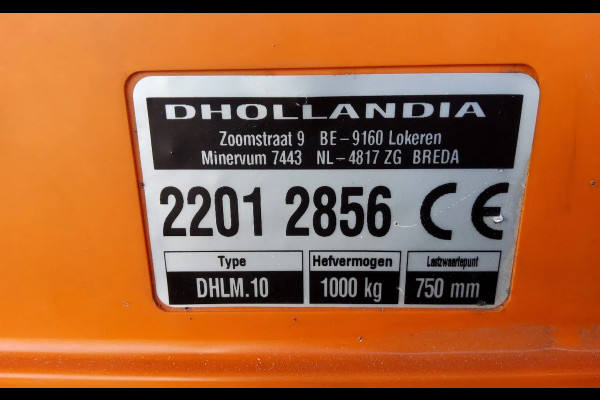 DHOLLANDIA
Zoomstraat 9 BE-9160 Lokeren
Minervum 7443 NL-4817 ZG BREDA
2201 2856 CE
Type Hefvermogen Lastzwaartepunt
DHLM.10 1000 kg 750 mm